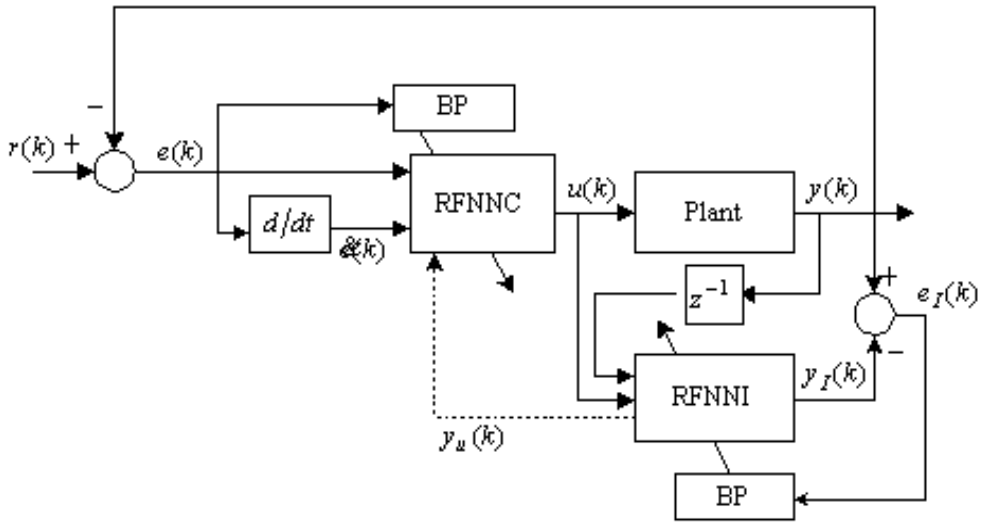 BP
−
r(k) +
e(k)
RFNNC
u(k)
Plant
y(k)
d/dt
&(k)
z⁻¹
+
e_I(k)
−
RFNNI
y_I(k)
y_u(k)
BP